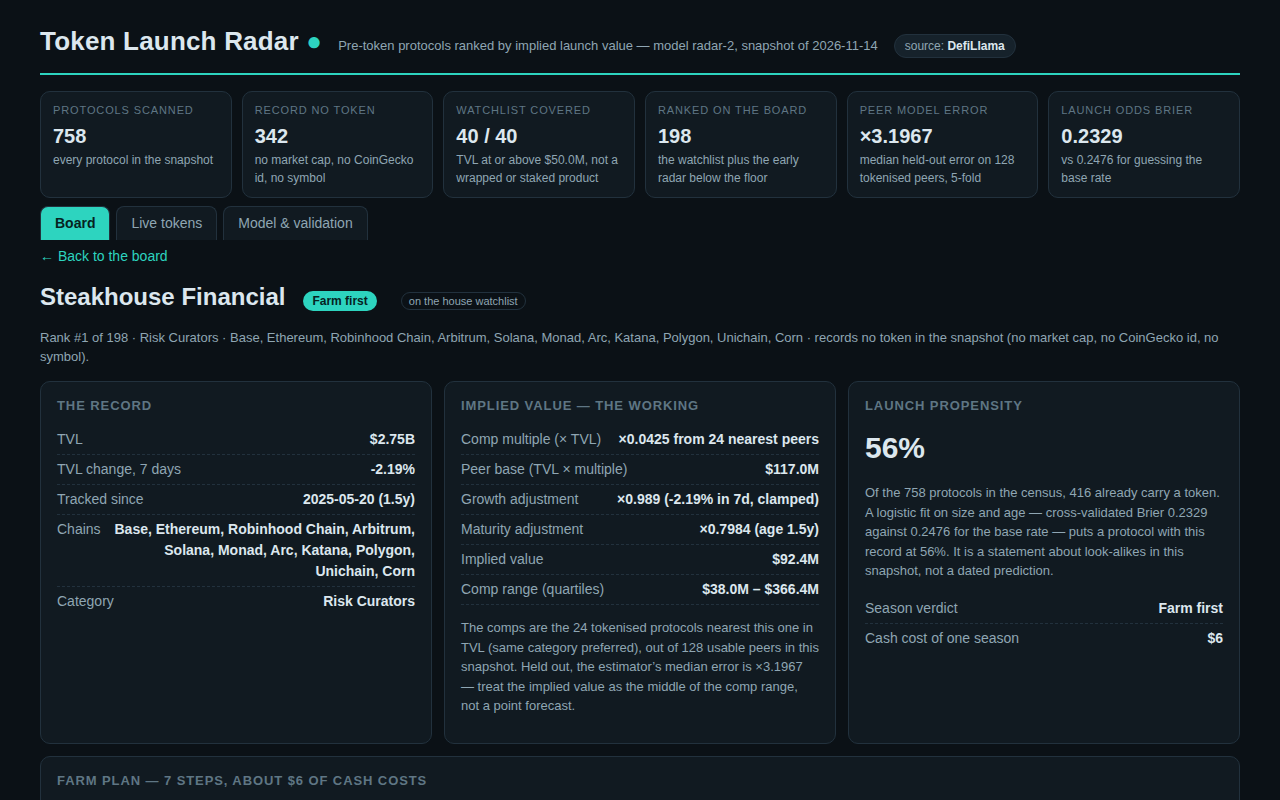 Token Launch Radar
Pre-token protocols ranked by implied launch value — model radar-2, snapshot of 2026-11-14
source: DefiLlama
PROTOCOLS SCANNED
758
every protocol in the snapshot
RECORD NO TOKEN
342
no market cap, no CoinGecko
id, no symbol
WATCHLIST COVERED
40 / 40
TVL at or above $50.0M, not a
wrapped or staked product
RANKED ON THE BOARD
198
the watchlist plus the early
radar below the floor
PEER MODEL ERROR
×3.1967
median held-out error on 128
tokenised peers, 5-fold
LAUNCH ODDS BRIER
0.2329
vs 0.2476 for guessing the
base rate
Board
Live tokens
Model & validation
← Back to the board
Steakhouse Financial
Farm first
on the house watchlist
Rank #1 of 198 · Risk Curators · Base, Ethereum, Robinhood Chain, Arbitrum, Solana, Monad, Arc, Katana, Polygon, Unichain, Corn · records no token in the snapshot (no market cap, no CoinGecko id, no
symbol).
THE RECORD
TVL $2.75B
TVL change, 7 days -2.19%
Tracked since 2025-05-20 (1.5y)
Chains Base, Ethereum, Robinhood Chain, Arbitrum,
Solana, Monad, Arc, Katana, Polygon,
Unichain, Corn
Category Risk Curators
IMPLIED VALUE — THE WORKING
Comp multiple (× TVL) ×0.0425 from 24 nearest peers
Peer base (TVL × multiple) $117.0M
Growth adjustment ×0.989 (-2.19% in 7d, clamped)
Maturity adjustment ×0.7984 (age 1.5y)
Implied value $92.4M
Comp range (quartiles) $38.0M – $366.4M
The comps are the 24 tokenised protocols nearest this one in
TVL (same category preferred), out of 128 usable peers in this
snapshot. Held out, the estimator's median error is ×3.1967
— treat the implied value as the middle of the comp range,
not a point forecast.
LAUNCH PROPENSITY
56%
Of the 758 protocols in the census, 416 already carry a token.
A logistic fit on size and age — cross-validated Brier 0.2329
against 0.2476 for the base rate — puts a protocol with this
record at 56%. It is a statement about look-alikes in this
snapshot, not a dated prediction.
Season verdict Farm first
Cash cost of one season $6
FARM PLAN — 7 STEPS, ABOUT $6 OF CASH COSTS